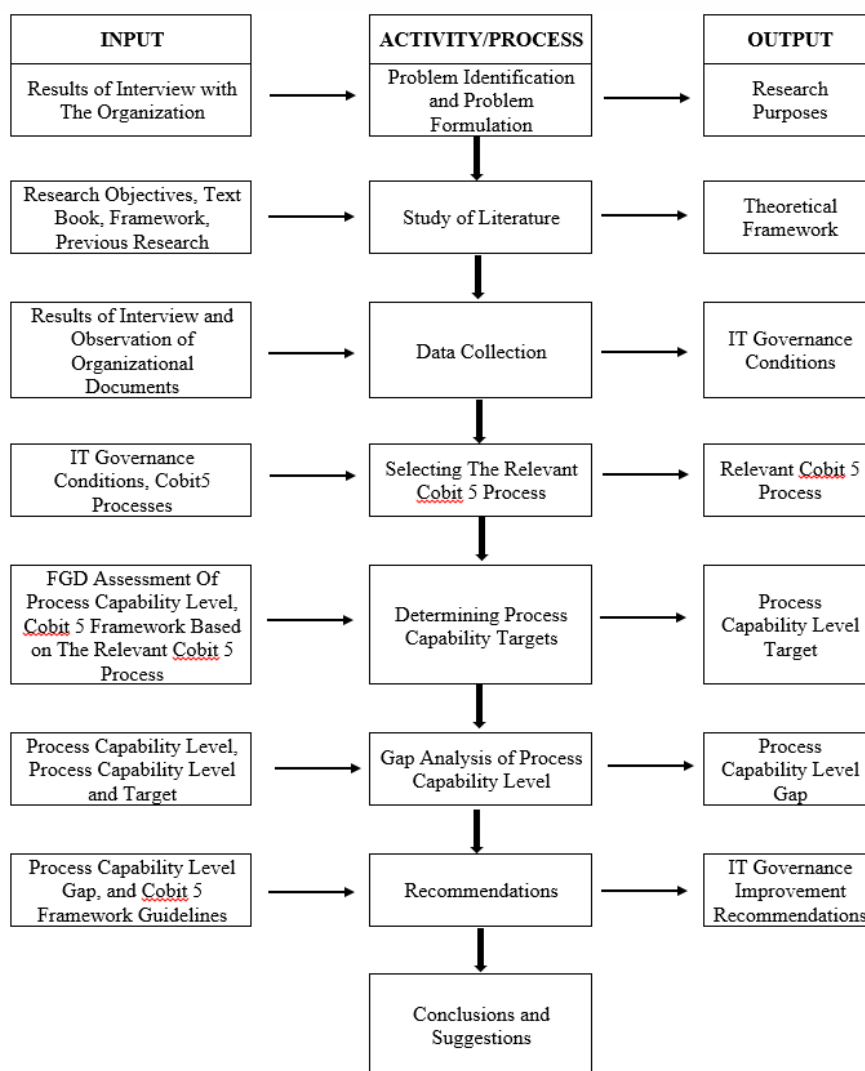 INPUT
ACTIVITY/PROCESS
OUTPUT
Results of Interview with
The Organization
Problem Identification
and Problem
Formulation
Research
Purposes
Research Objectives, Text
Book, Framework,
Previous Research
Study of Literature
Theoretical
Framework
Results of Interview and
Observation of
Organizational
Documents
Data Collection
IT Governance
Conditions
IT Governance
Conditions, Cobit5
Processes
Selecting The Relevant
Cobit 5 Process
Relevant Cobit 5
Process
FGD Assessment Of
Process Capability Level,
Cobit 5 Framework Based
on The Relevant Cobit 5
Process
Determining Process
Capability Targets
Process
Capability Level
Target
Process Capability Level,
Process Capability Level
and Target
Gap Analysis of Process
Capability Level
Process
Capability Level
Gap
Process Capability Level
Gap, and Cobit 5
Framework Guidelines
Recommendations
IT Governance
Improvement
Recommendations
Conclusions and
Suggestions